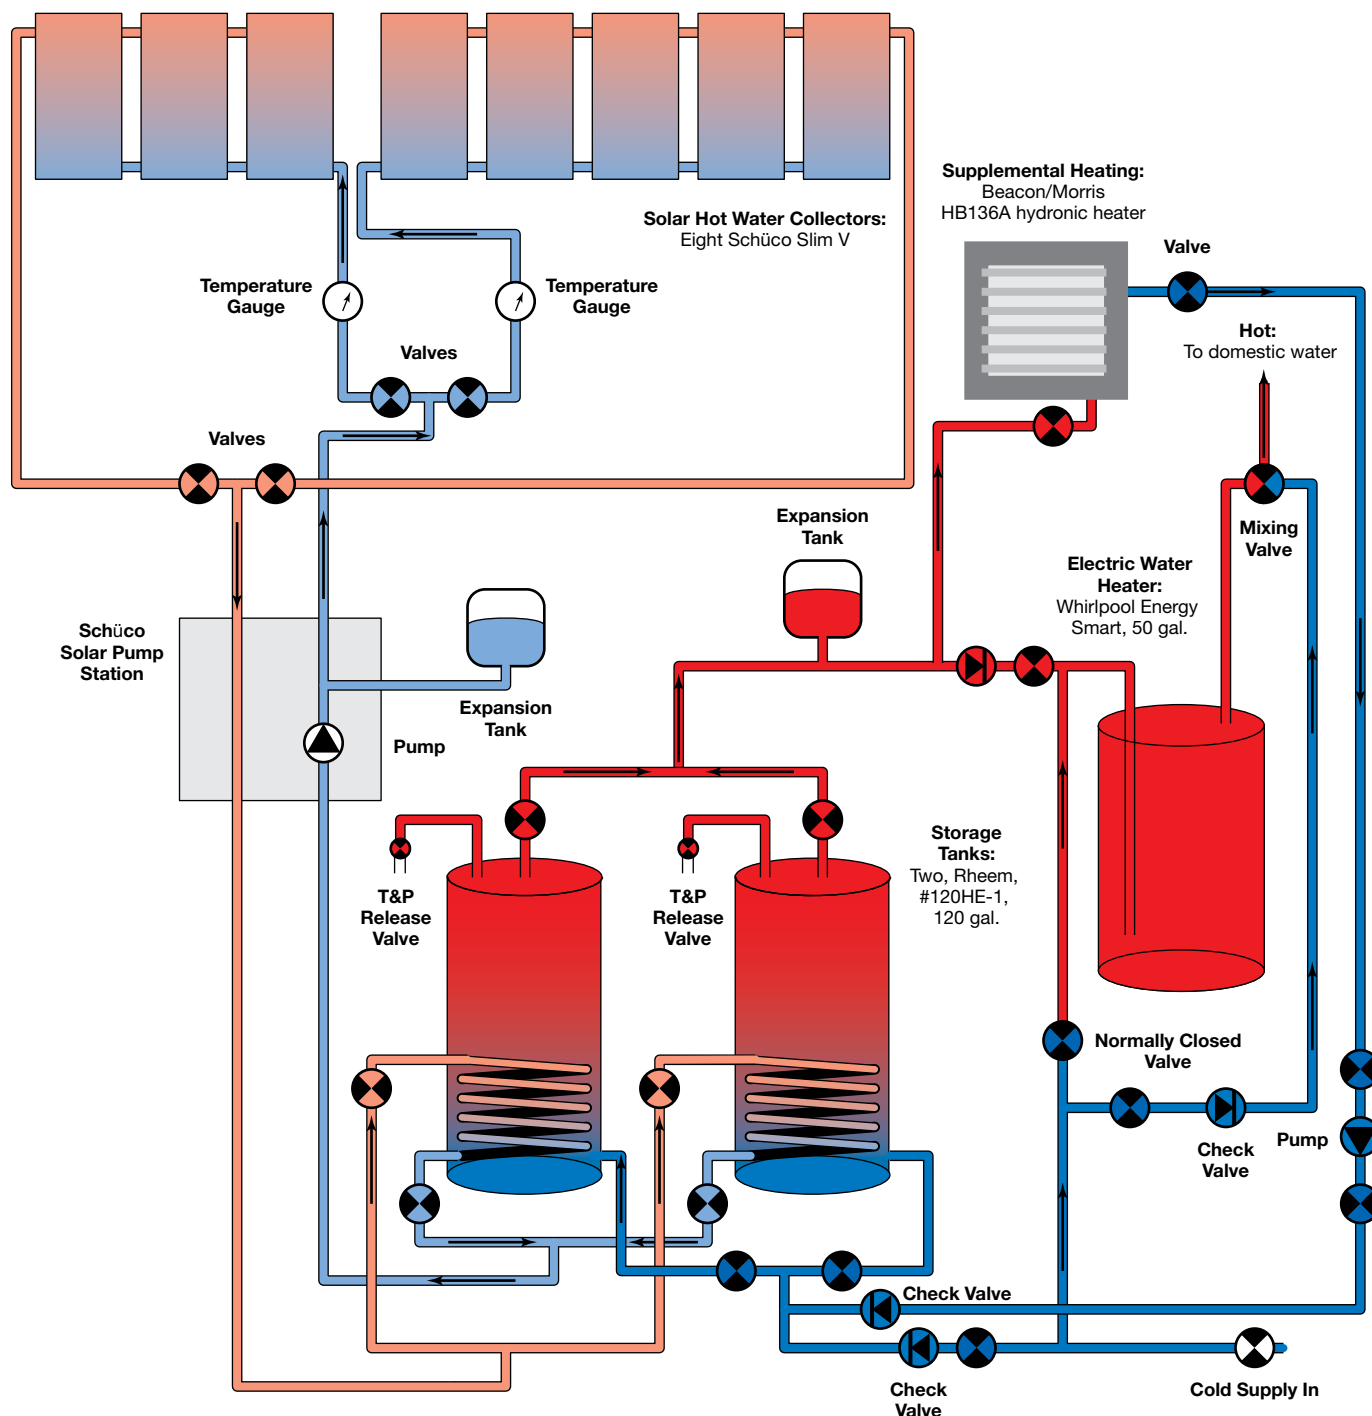 Solar Hot Water Collectors:
Eight Schüco Slim V
Supplemental Heating:
Beacon/Morris
HB136A hydronic heater
Valve
Temperature
Gauge
Temperature
Gauge
Hot:
To domestic water
Valves
Valves
Expansion
Tank
Mixing
Valve
Electric Water
Heater:
Whirlpool Energy
Smart, 50 gal.
Schüco
Solar Pump
Station
Expansion
Tank
Pump
Storage
Tanks:
Two, Rheem,
#120HE-1,
120 gal.
T&P
Release
Valve
T&P
Release
Valve
Normally Closed
Valve
Check
Valve
Pump
Check Valve
Check
Valve
Cold Supply In